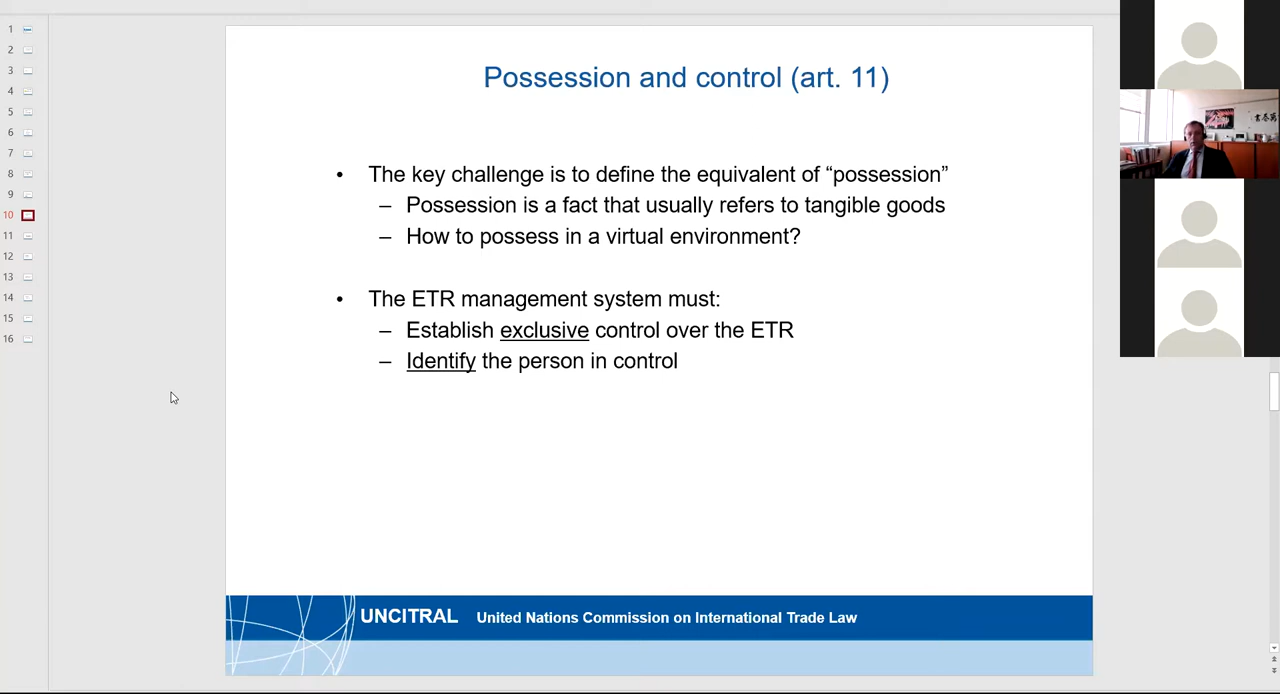 1
2
3
4
5
6
7
8
9
10
11
12
13
14
15
16
Possession and control (art. 11)
• The key challenge is to define the equivalent of “possession”
– Possession is a fact that usually refers to tangible goods
– How to possess in a virtual environment?
• The ETR management system must:
– Establish exclusive control over the ETR
– Identify the person in control
UNCITRAL United Nations Commission on International Trade Law